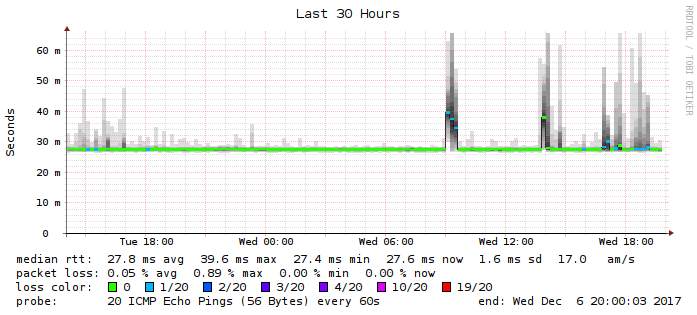 Last 30 Hours
RRDTOOL / TOBI OETIKER
Seconds
60 m
50 m
40 m
30 m
20 m
10 m
0
Tue 18:00 Wed 00:00 Wed 06:00 Wed 12:00 Wed 18:00
median rtt: 27.8 ms avg 39.6 ms max 27.4 ms min 27.6 ms now 1.6 ms sd 17.0 am/s
packet loss: 0.05 % avg 0.89 % max 0.00 % min 0.00 % now
loss color: 0 1/20 2/20 3/20 4/20 10/20 19/20
probe: 20 ICMP Echo Pings (56 Bytes) every 60s end: Wed Dec 6 20:00:03 2017